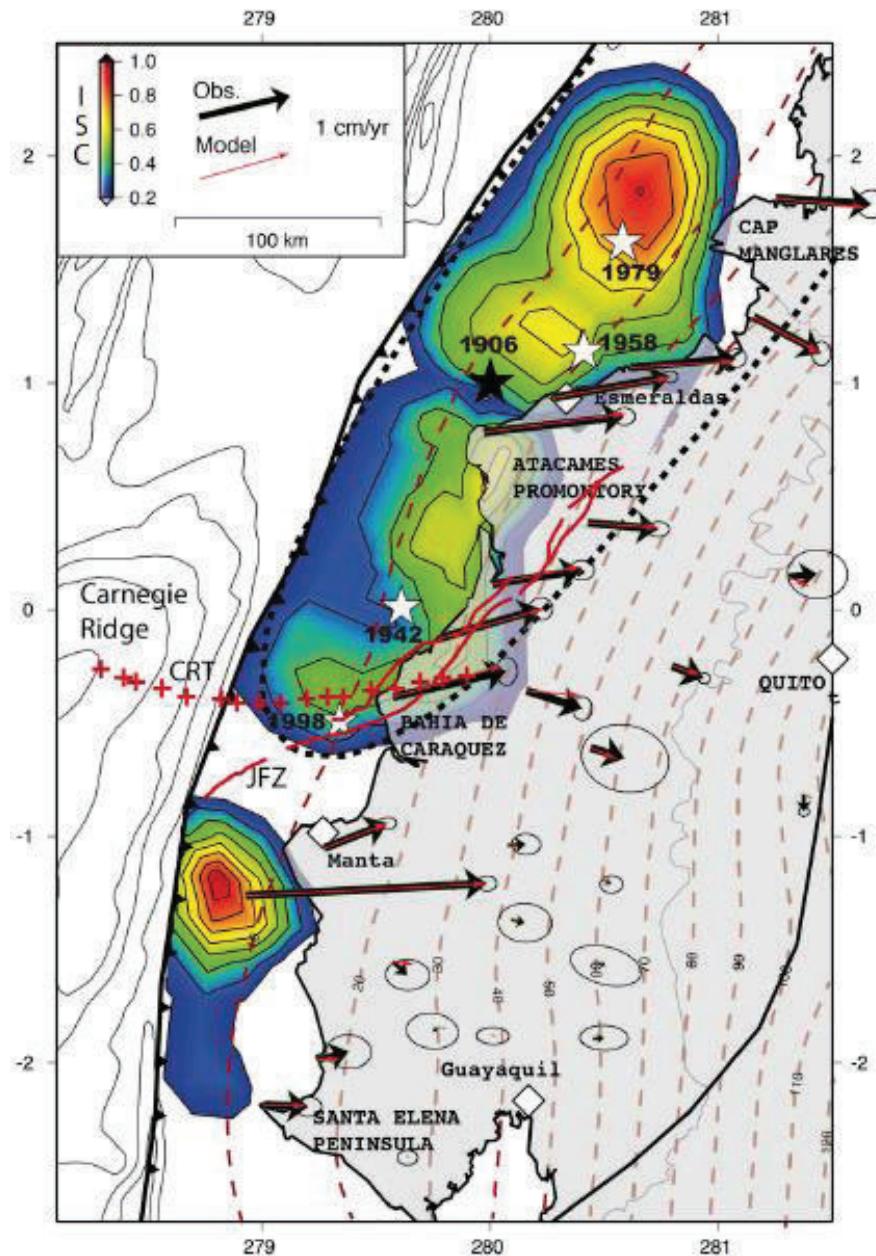 279
280
281
I
S
C
1.0
0.8
0.6
0.4
0.2
Obs.
Model
1 cm/yr
100 km
2
1
0
-1
-2
2
1
0
-1
-2
CAP
MANGLARES
1979
1906
1958
Esmeraldas
ATACAMES
PROMONTORY
Carnegie
Ridge
CRT
1942
1998
QUITO
BAHIA DE
CARAQUEZ
JFZ
Manta
20
30
40
50
Guayaquil
SANTA ELENA
PENINSULA
279
280
281